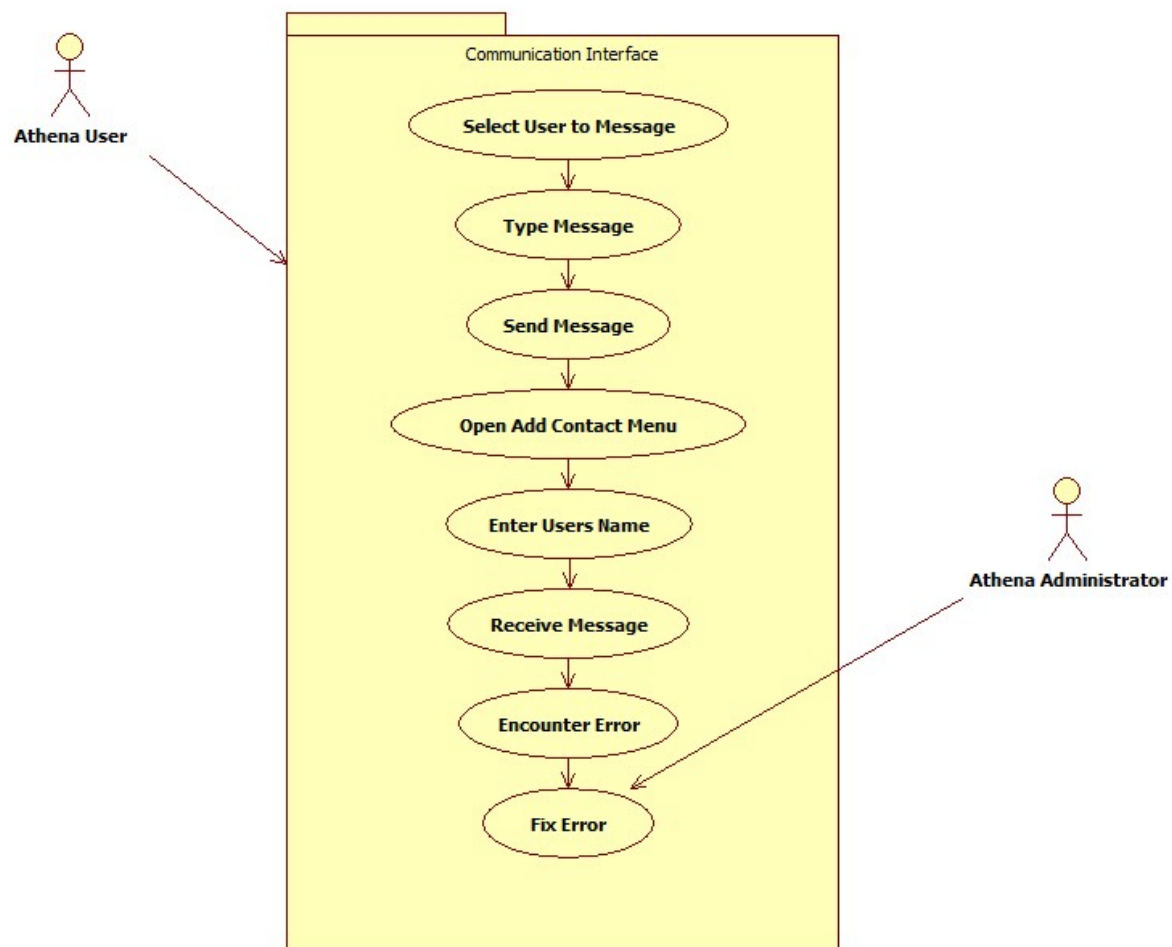 Communication Interface
Athena User
Select User to Message
Type Message
Send Message
Open Add Contact Menu
Enter Users Name
Athena Administrator
Receive Message
Encounter Error
Fix Error